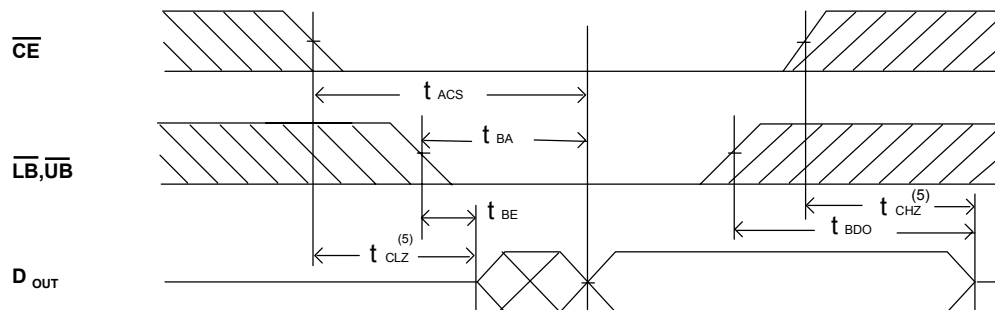 CE
t ACS
t BA
LB,UB
t BE
t CHZ (5)
t BDO
t CLZ (5)
D OUT